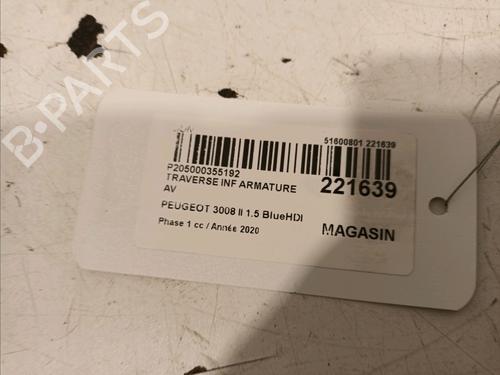 B-PARTS
51600801 221639
P205000355192
TRAVERSE INF ARMATURE
AV
221639
PEUGEOT 3008 II 1.5 BlueHDI
Phase 1 cc / Année 2020
MAGASIN